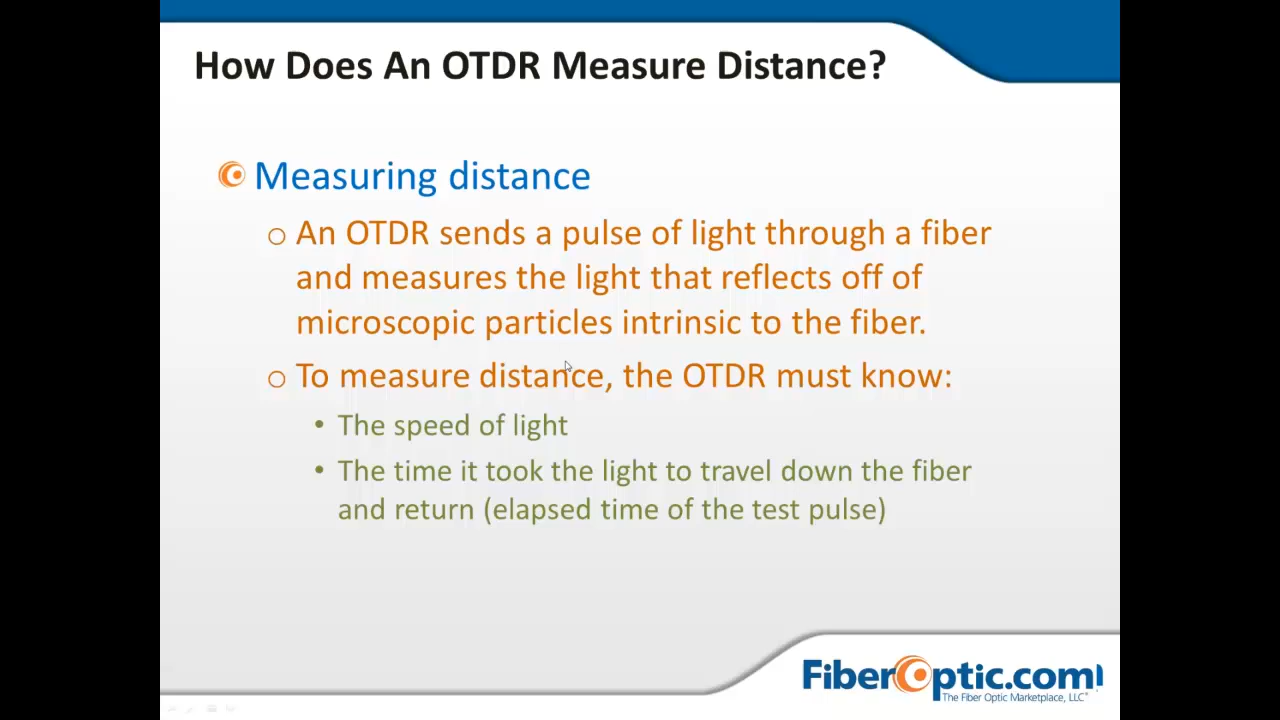 How Does An OTDR Measure Distance?
Measuring distance
An OTDR sends a pulse of light through a fiber
and measures the light that reflects off of
microscopic particles intrinsic to the fiber.
To measure distance, the OTDR must know:
• The speed of light
• The time it took the light to travel down the fiber
and return (elapsed time of the test pulse)
FiberOptic.com
The Fiber Optic Marketplace, LLC